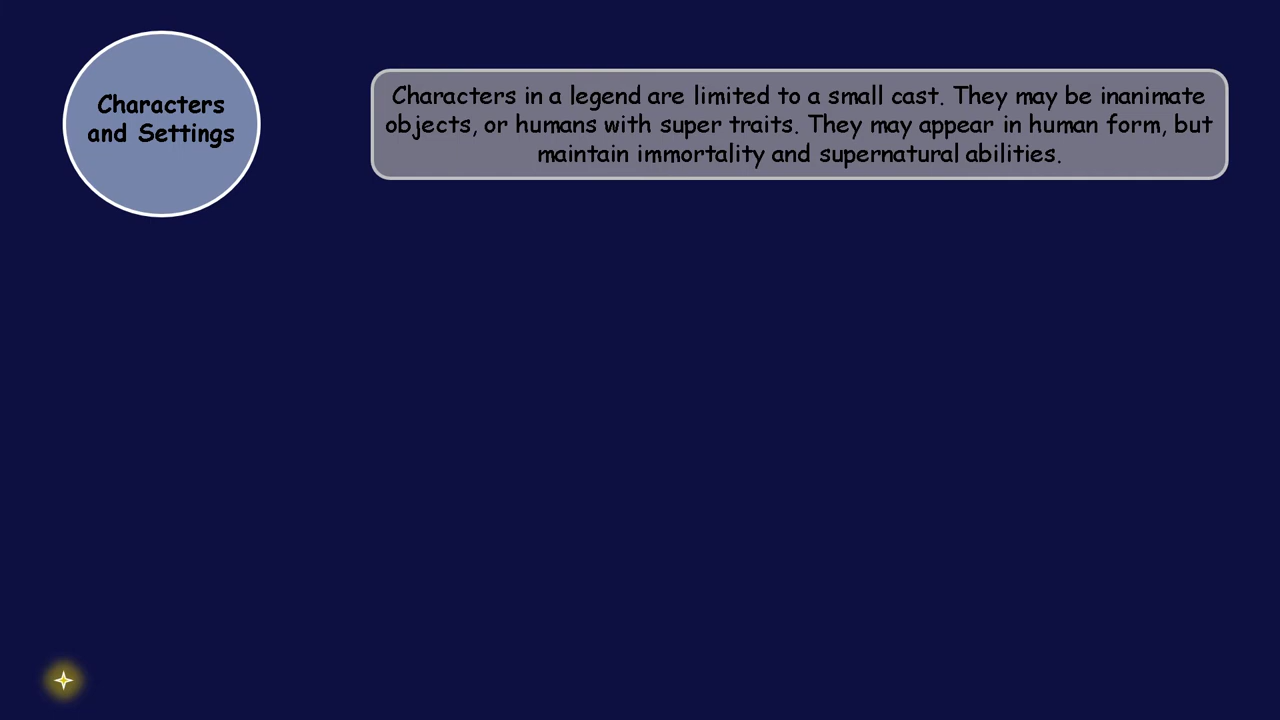 Characters
and Settings
Characters in a legend are limited to a small cast. They may be inanimate
objects, or humans with super traits. They may appear in human form, but
maintain immortality and supernatural abilities.